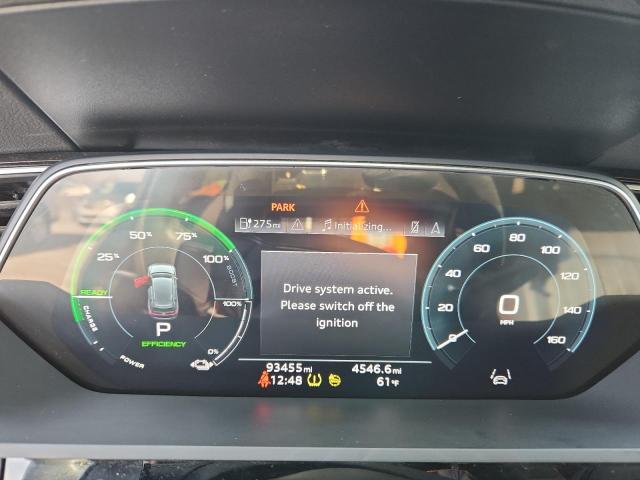 PARK
275mi
Initializing...
50%
75%
25%
100%
BOOST
READY
100%
CHARGE
P
EFFICIENCY
POWER
0%
Drive system active.
Please switch off the
ignition
80
60
100
40
120
20
0
MPH
140
0
160
93455mi
4546.6mi
12:48
61°F